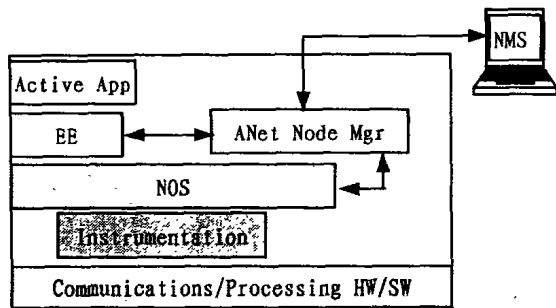 NMS
Active App
EE
ANet Node Mgr
NOS
Instrumentation
Communications/Processing HW/SW